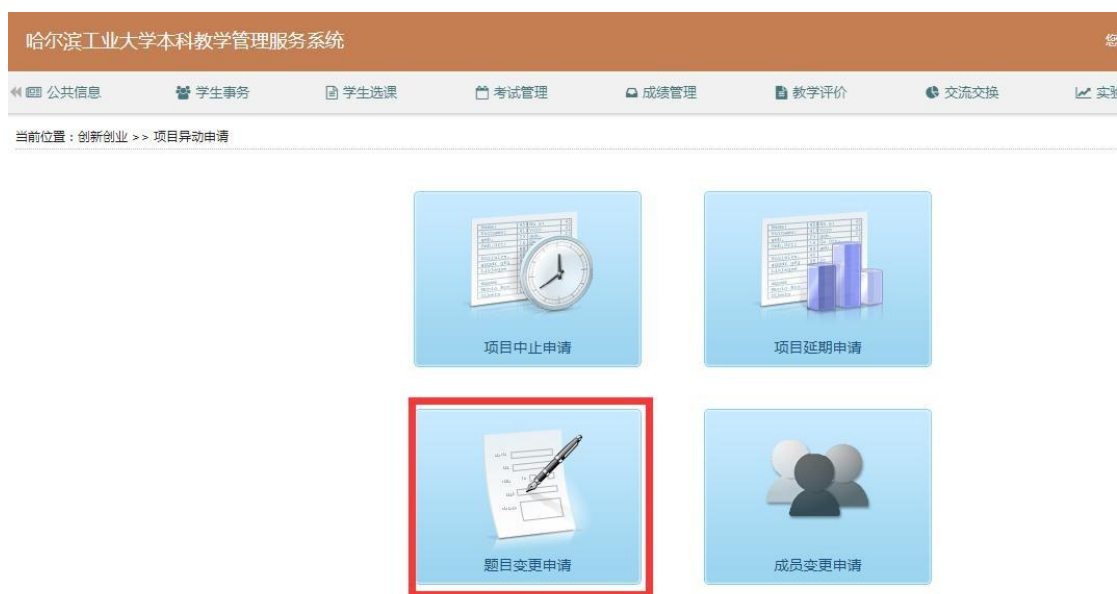 哈尔滨工业大学本科教学管理服务系统 您
公共信息 学生事务 学生选课 考试管理 成绩管理 教学评价 交流交换 实验
当前位置：创新创业 >> 项目异动申请
项目中止申请 项目延期申请
题目变更申请 成员变更申请